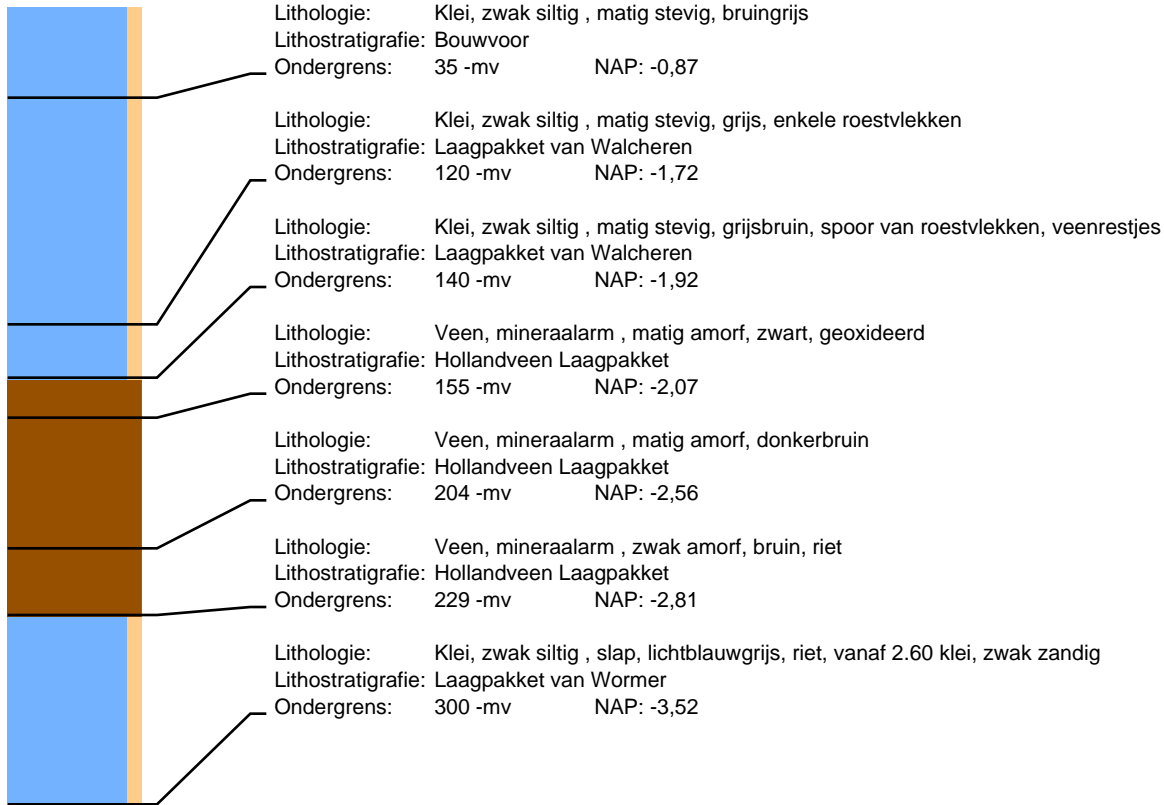 Lithologie: Klei, zwak siltig , matig stevig, bruingrijs
Lithostratigrafie: Bouwvoor
Ondergrens: 35 -mv NAP: -0,87
Lithologie: Klei, zwak siltig , matig stevig, grijs, enkele roestvlekken
Lithostratigrafie: Laagpakket van Walcheren
Ondergrens: 120 -mv NAP: -1,72
Lithologie: Klei, zwak siltig , matig stevig, grijsbruin, spoor van roestvlekken, veenrestjes
Lithostratigrafie: Laagpakket van Walcheren
Ondergrens: 140 -mv NAP: -1,92
Lithologie: Veen, mineraalarm , matig amorf, zwart, geoxideerd
Lithostratigrafie: Hollandveen Laagpakket
Ondergrens: 155 -mv NAP: -2,07
Lithologie: Veen, mineraalarm , matig amorf, donkerbruin
Lithostratigrafie: Hollandveen Laagpakket
Ondergrens: 204 -mv NAP: -2,56
Lithologie: Veen, mineraalarm , zwak amorf, bruin, riet
Lithostratigrafie: Hollandveen Laagpakket
Ondergrens: 229 -mv NAP: -2,81
Lithologie: Klei, zwak siltig , slap, lichtblauwgrijs, riet, vanaf 2.60 klei, zwak zandig
Lithostratigrafie: Laagpakket van Wormer
Ondergrens: 300 -mv NAP: -3,52